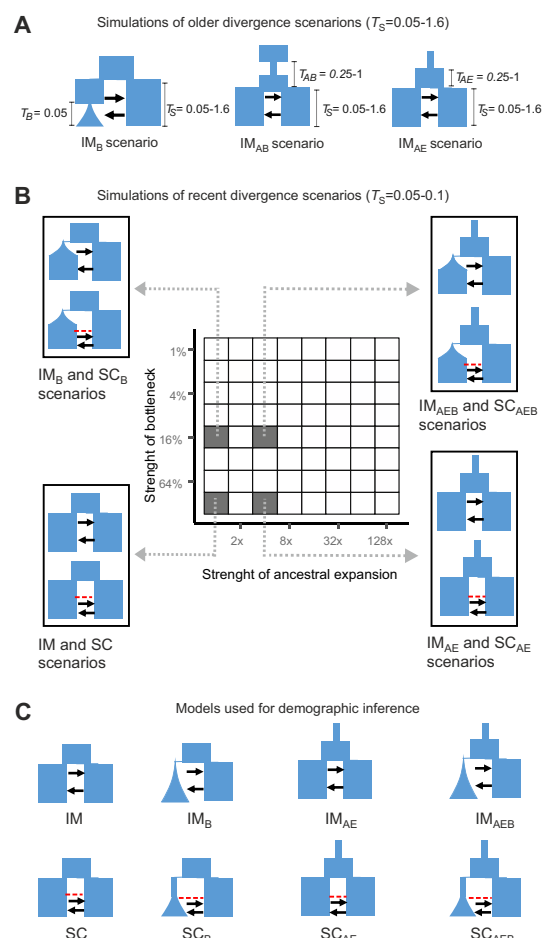 A
Simulations of older divergence scenarions (TS=0.05-1.6)
TB= 0.05
TS= 0.05-1.6
IMB scenario
TAB= 0.25-1
TS= 0.05-1.6
IMAB scenario
TAE= 0.25-1
TS= 0.05-1.6
IMAE scenario
B
Simulations of recent divergence scenarios (TS=0.05-0.1)
IMB and SCB
scenarios
IMAEB and SCAEB
scenarios
Strenght of bottleneck
1%
4%
16%
64%
2x
8x
32x
128x
Strenght of ancestral expansion
IM and SC
scenarios
IMAE and SCAE
scenarios
C
Models used for demographic inference
IM
IMB
IMAE
IMAEB
SC
SCB
SCAE
SCAEB